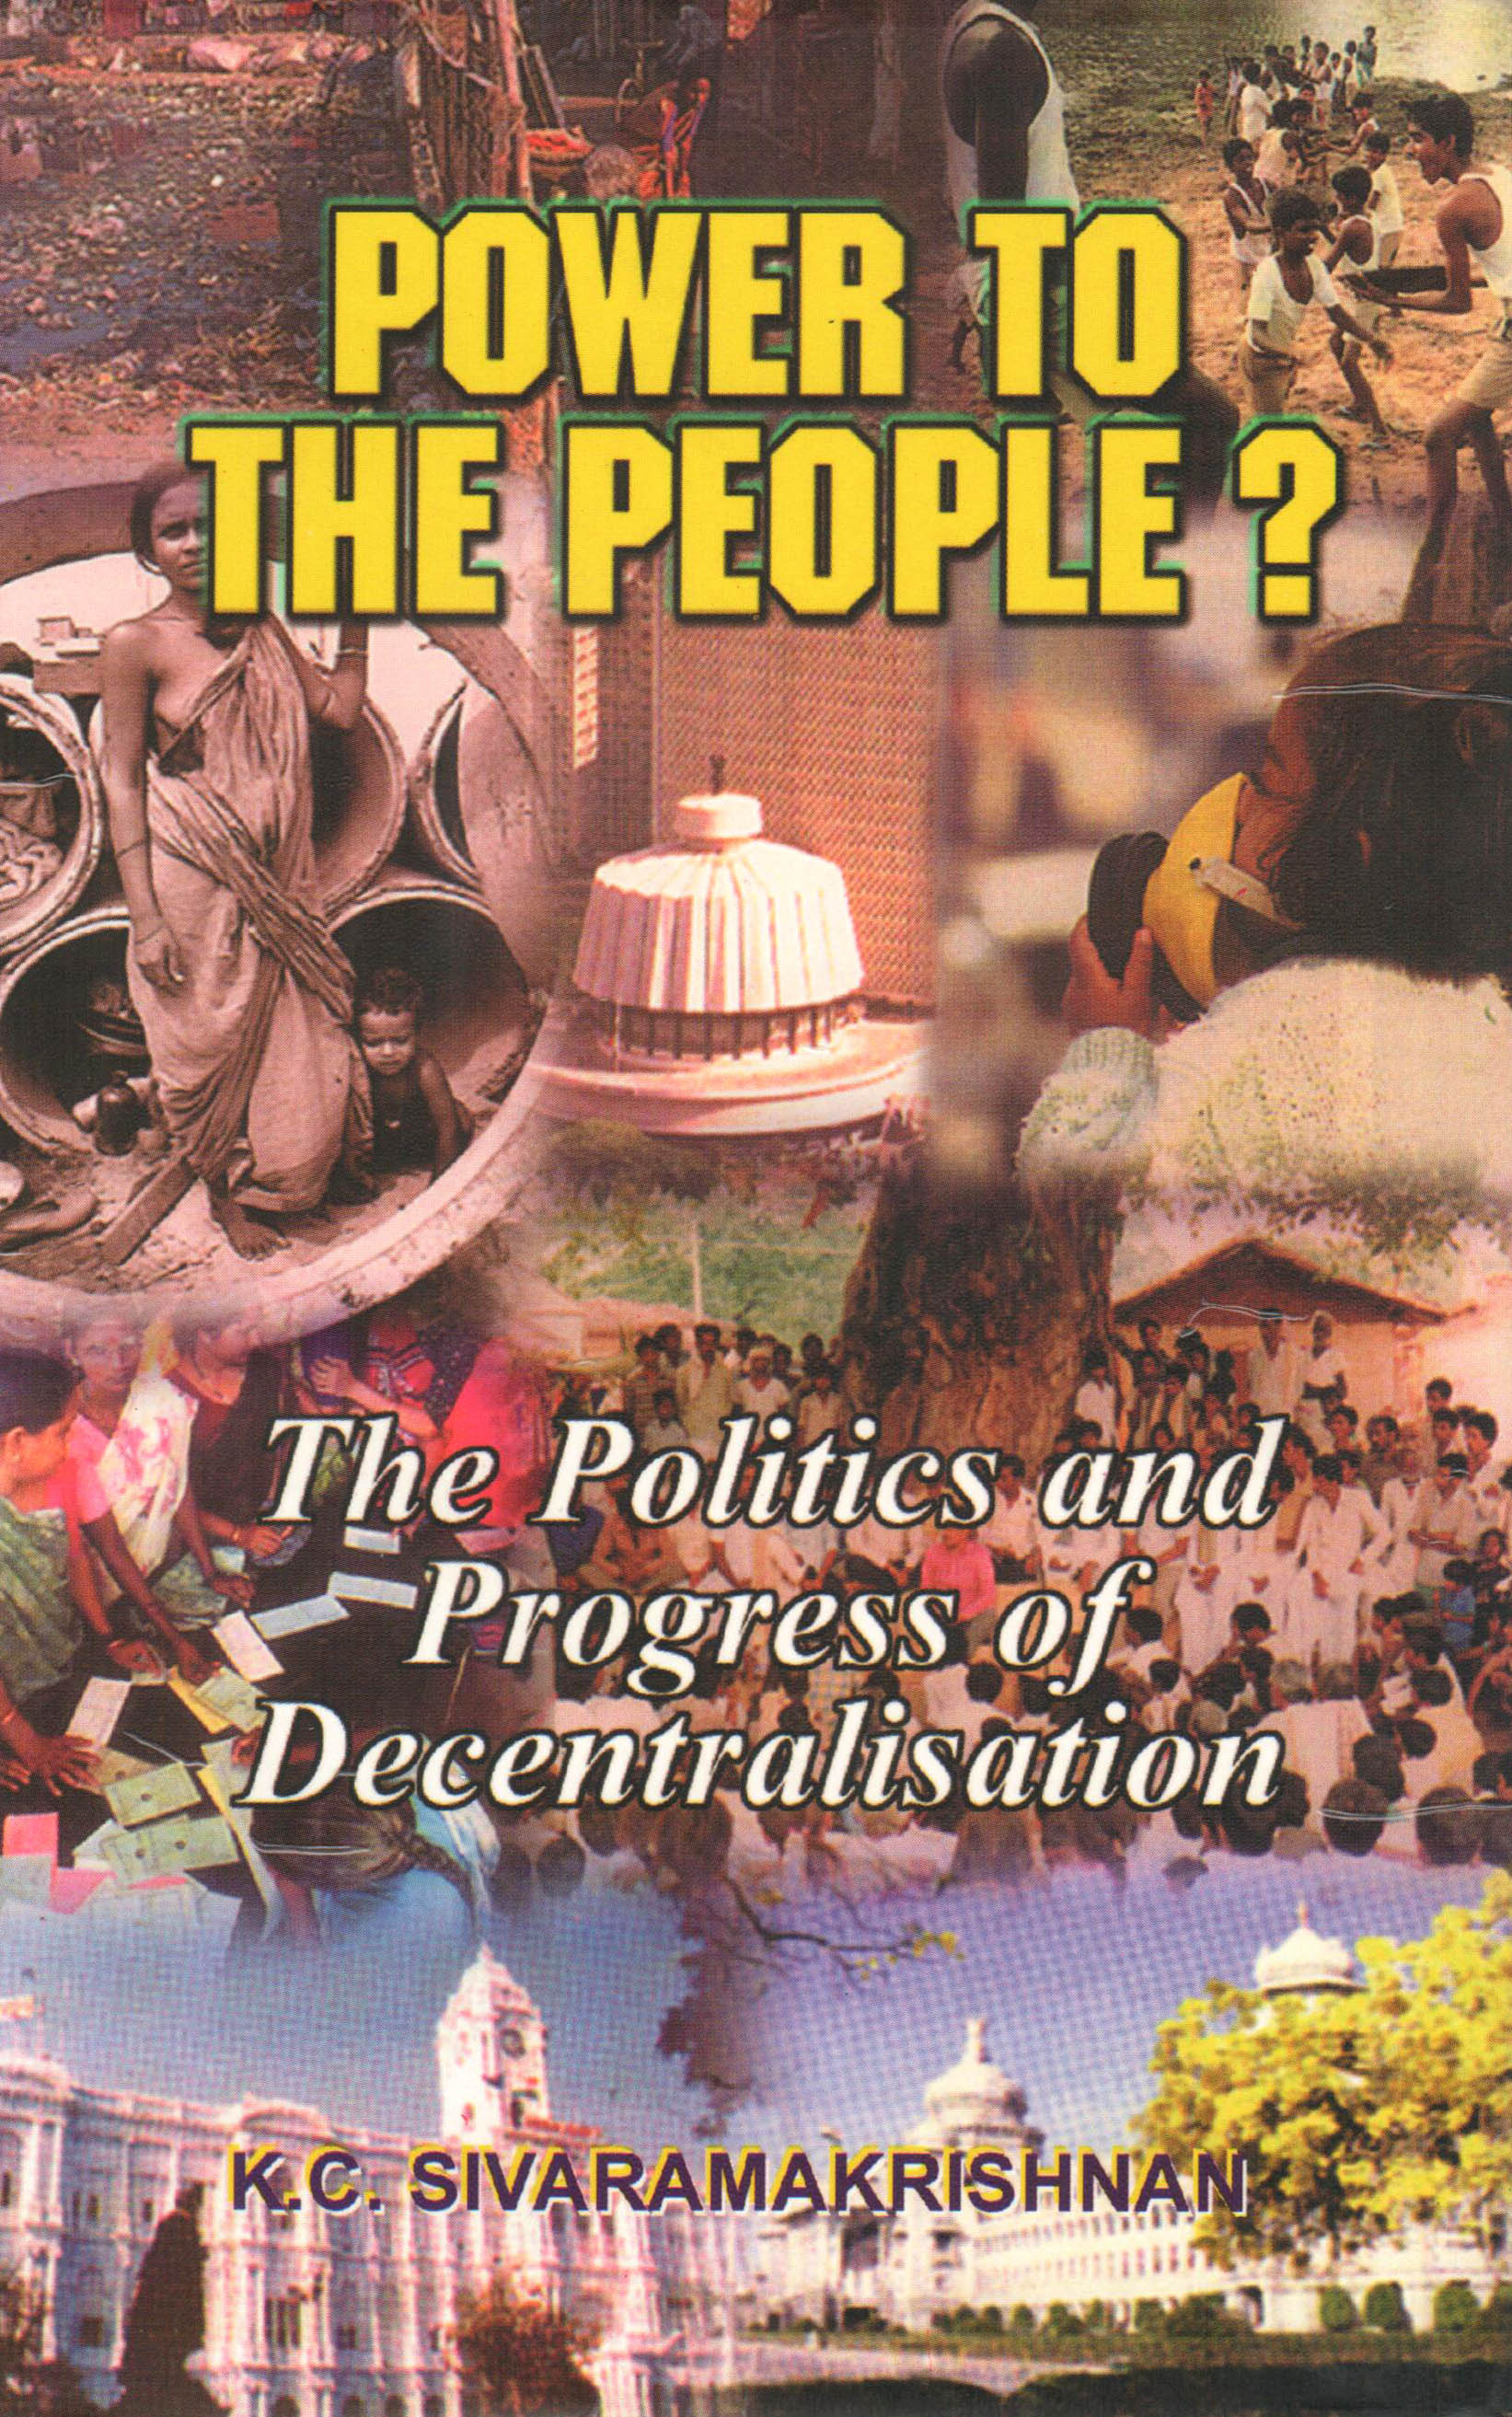 POWER TO
THE PEOPLE ?
The Politics and
Progress of
Decentralisation
K.C. SIVARAMAKRISHNAN